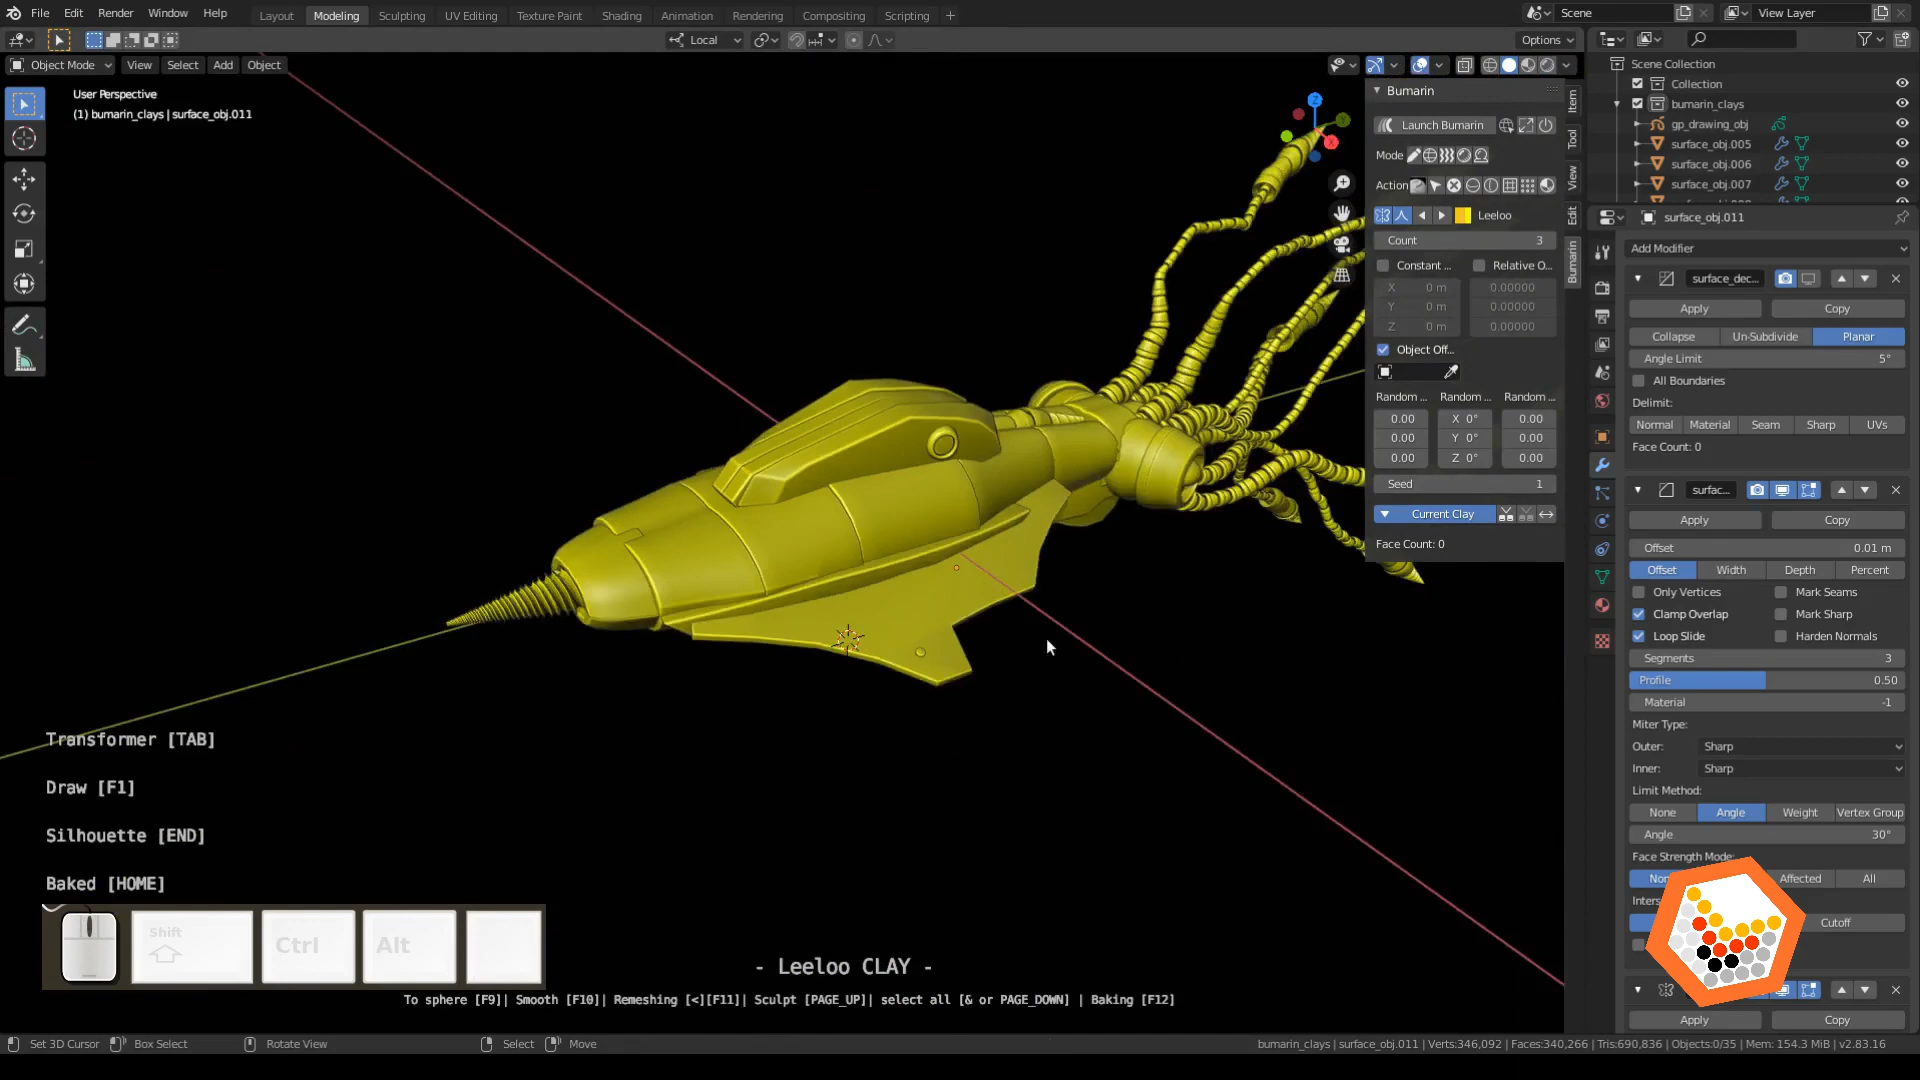 File Edit Render Window Help Layout Modeling Sculpting UV Editing Texture Paint Shading Animation Rendering Compositing Scripting + Scene View Layer
Local Options
Object Mode View Select Add Object
User Perspective
(1) bumarin_clays | surface_obj.011
Bumarin
Launch Bumarin
Mode
Action
Leeloo
Count 3
Constant ... Relative O...
X 0 m 0.00000
Y 0 m 0.00000
Z 0 m 0.00000
Object Off...
Random ... Random ... Random ...
0.00 X 0° 0.00
0.00 Y 0° 0.00
0.00 Z 0° 0.00
Seed 1
Current Clay
Face Count: 0
Item
Tool
View
Edit
Bumarin
Scene Collection
Collection
bumarin_clays
gp_drawing_obj
surface_obj.005
surface_obj.006
surface_obj.007
surface_obj.011
Add Modifier
surface_dec...
Apply Copy
Collapse Un-Subdivide Planar
Angle Limit 5°
All Boundaries
Delimit:
Normal Material Seam Sharp UVs
Face Count: 0
surfac...
Apply Copy
Offset 0.01 m
Offset Width Depth Percent
Only Vertices Mark Seams
Clamp Overlap Mark Sharp
Loop Slide Harden Normals
Segments 3
Profile 0.50
Material -1
Miter Type:
Outer: Sharp
Inner: Sharp
Limit Method:
None Angle Weight Vertex Group
Angle 30°
Face Strength Mode:
Affected All
Cutoff
Apply Copy
Transformer [TAB]
Draw [F1]
Silhouette [END]
Baked [HOME]
Shift
Ctrl
Alt
- Leeloo CLAY -
To sphere [F9]| Smooth [F10]| Remeshing [<][F11]| Sculpt [PAGE_UP]| select all [& or PAGE_DOWN] | Baking [F12]
Set 3D Cursor Box Select Rotate View Select Move bumarin_clays | surface_obj.011 | Verts:346,092 | Faces:340,266 | Tris:690,836 | Objects:0/35 | Mem: 154.3 MiB | v2.83.16